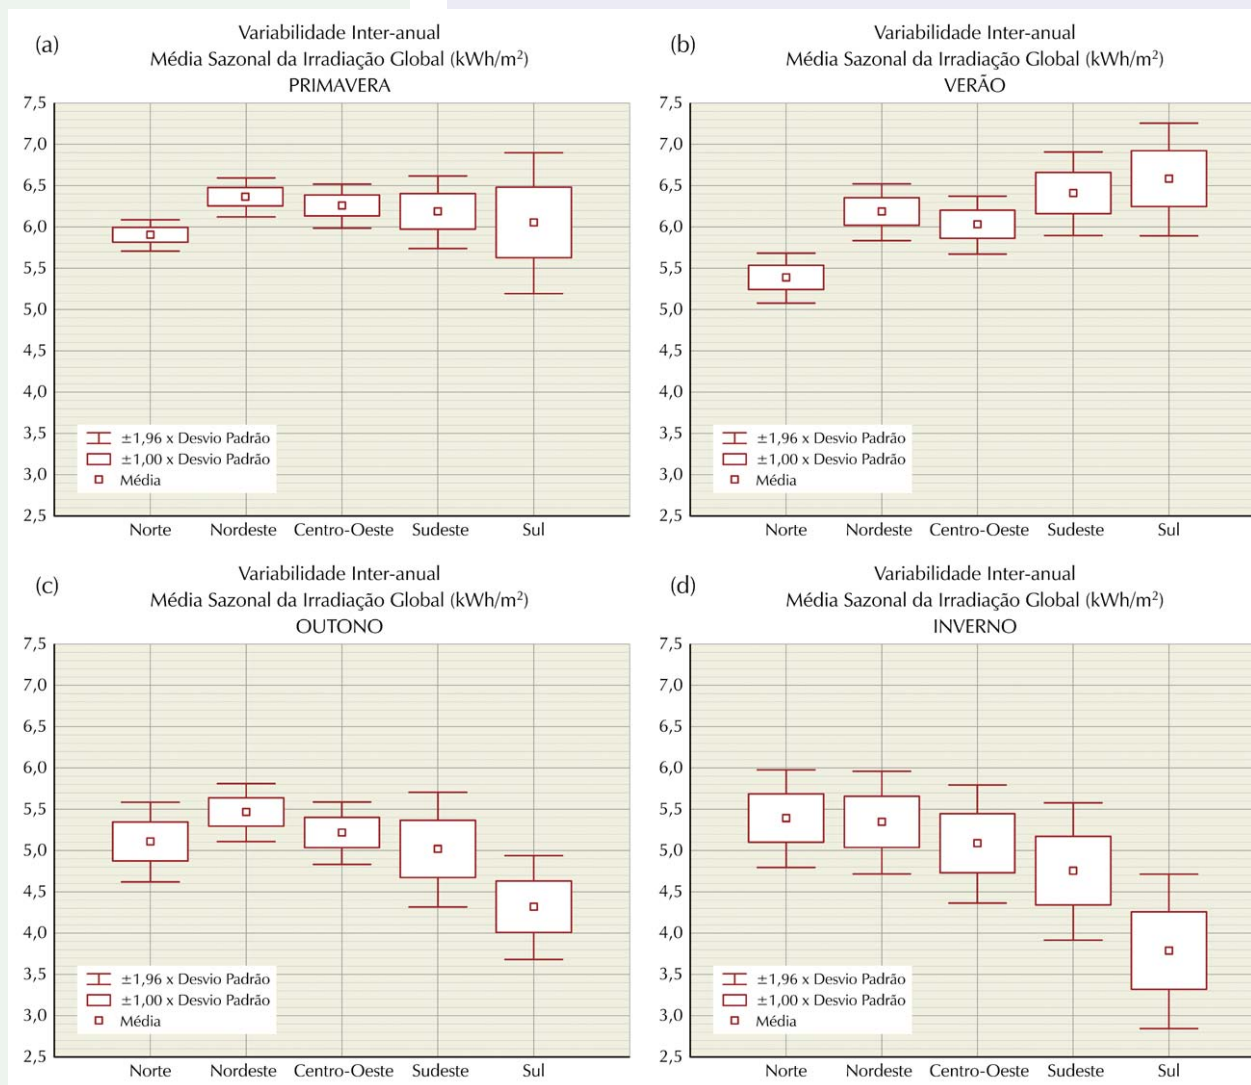 (a)
Variabilidade Inter-anual
Média Sazonal da Irradiação Global (kWh/m²)
PRIMAVERA
7,5
7,0
6,5
6,0
5,5
5,0
4,5
4,0
3,5
3,0
2,5
±1,96 x Desvio Padrão
±1,00 x Desvio Padrão
Média
Norte Nordeste Centro-Oeste Sudeste Sul
(b)
Variabilidade Inter-anual
Média Sazonal da Irradiação Global (kWh/m²)
VERÃO
7,5
7,0
6,5
6,0
5,5
5,0
4,5
4,0
3,5
3,0
2,5
±1,96 x Desvio Padrão
±1,00 x Desvio Padrão
Média
Norte Nordeste Centro-Oeste Sudeste Sul
(c)
Variabilidade Inter-anual
Média Sazonal da Irradiação Global (kWh/m²)
OUTONO
7,5
7,0
6,5
6,0
5,5
5,0
4,5
4,0
3,5
3,0
2,5
±1,96 x Desvio Padrão
±1,00 x Desvio Padrão
Média
Norte Nordeste Centro-Oeste Sudeste Sul
(d)
Variabilidade Inter-anual
Média Sazonal da Irradiação Global (kWh/m²)
INVERNO
7,5
7,0
6,5
6,0
5,5
5,0
4,5
4,0
3,5
3,0
2,5
±1,96 x Desvio Padrão
±1,00 x Desvio Padrão
Média
Norte Nordeste Centro-Oeste Sudeste Sul